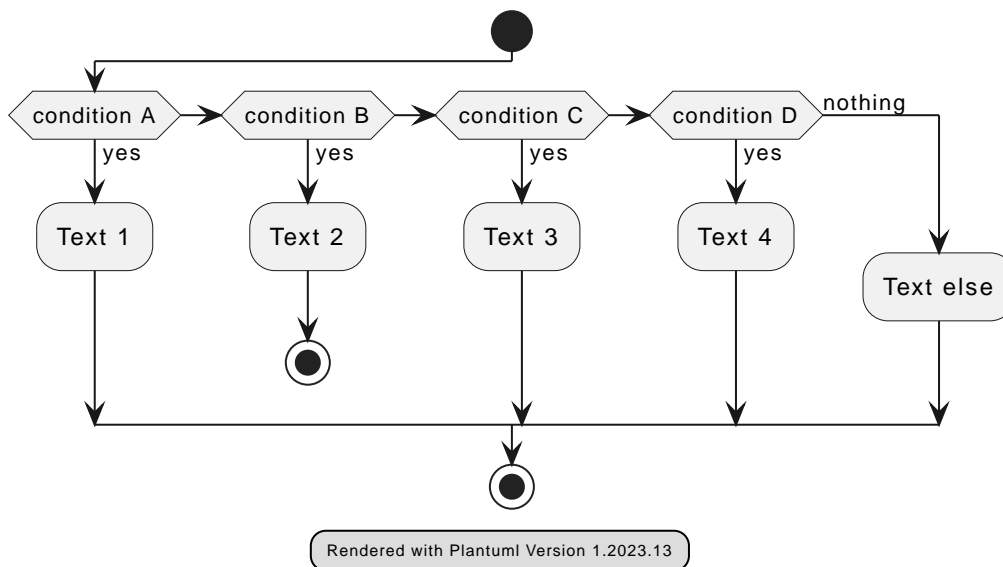 condition A
condition B
condition C
condition D
nothing
yes
yes
yes
yes
Text 1
Text 2
Text 3
Text 4
Text else
Rendered with Plantuml Version 1.2023.13